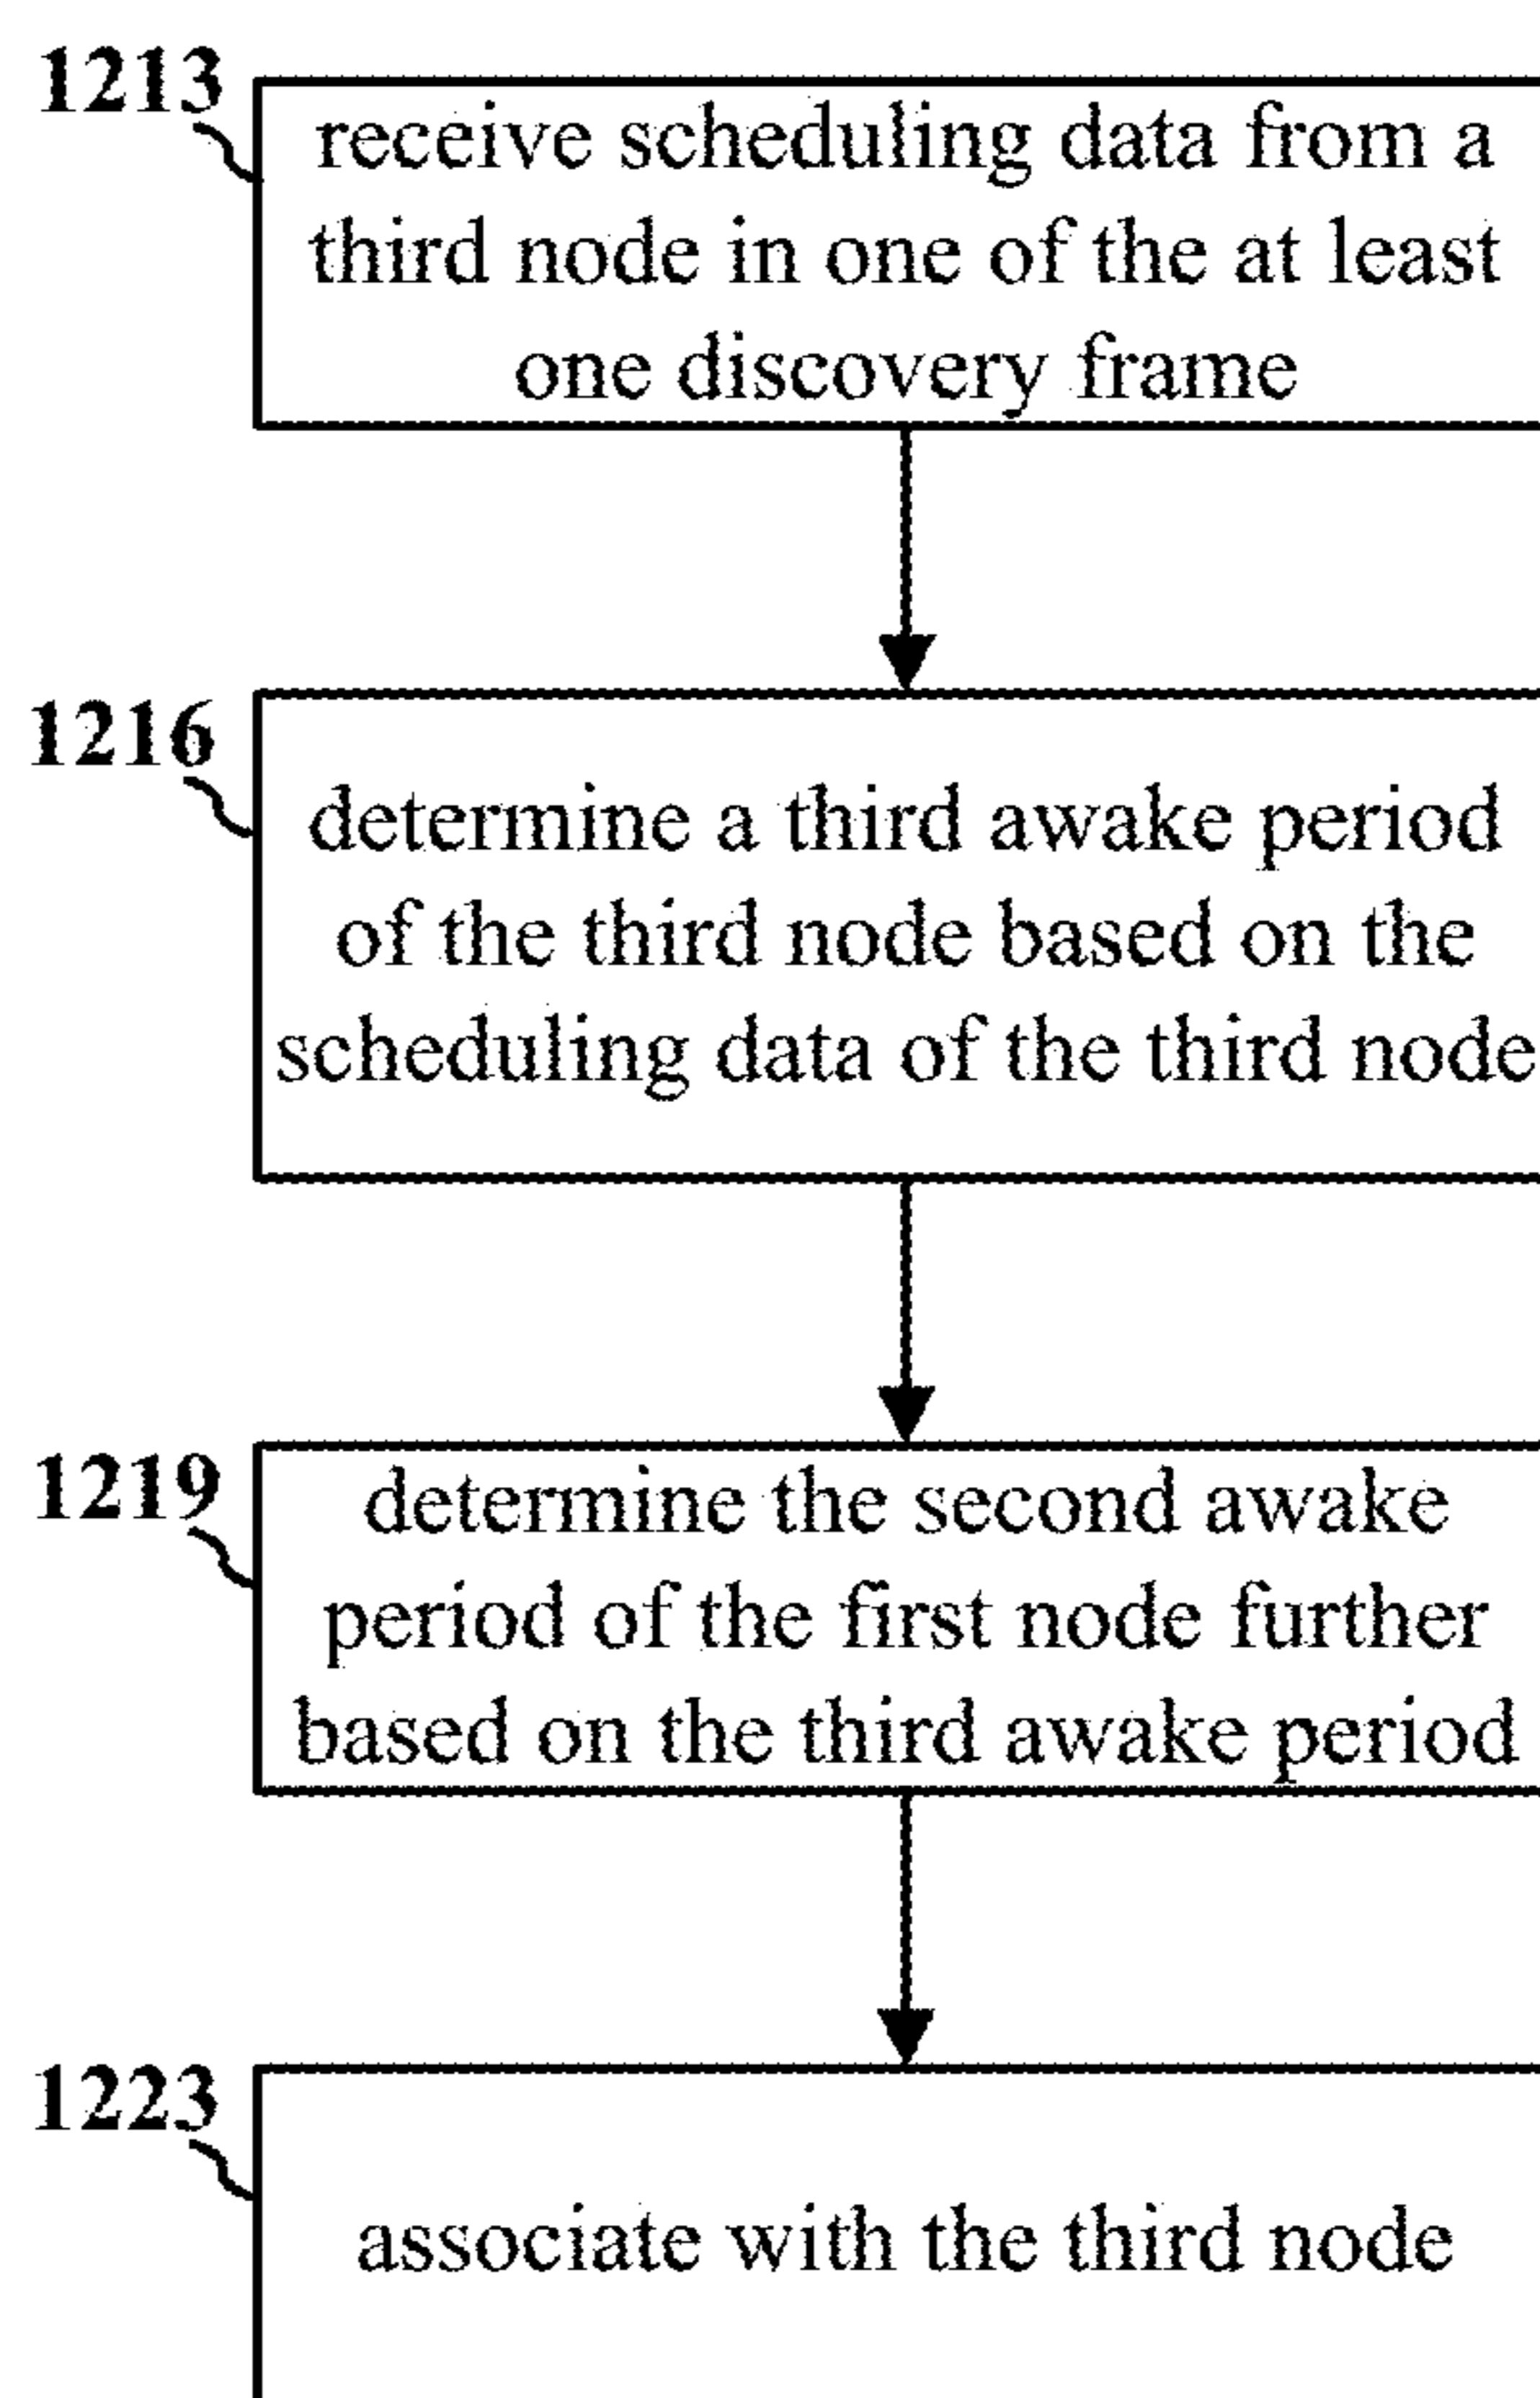 1213
receive scheduling data from a
third node in one of the at least
one discovery frame
1216
determine a third awake period
of the third node based on the
scheduling data of the third node
1219
determine the second awake
period of the first node further
based on the third awake period
1223
associate with the third node